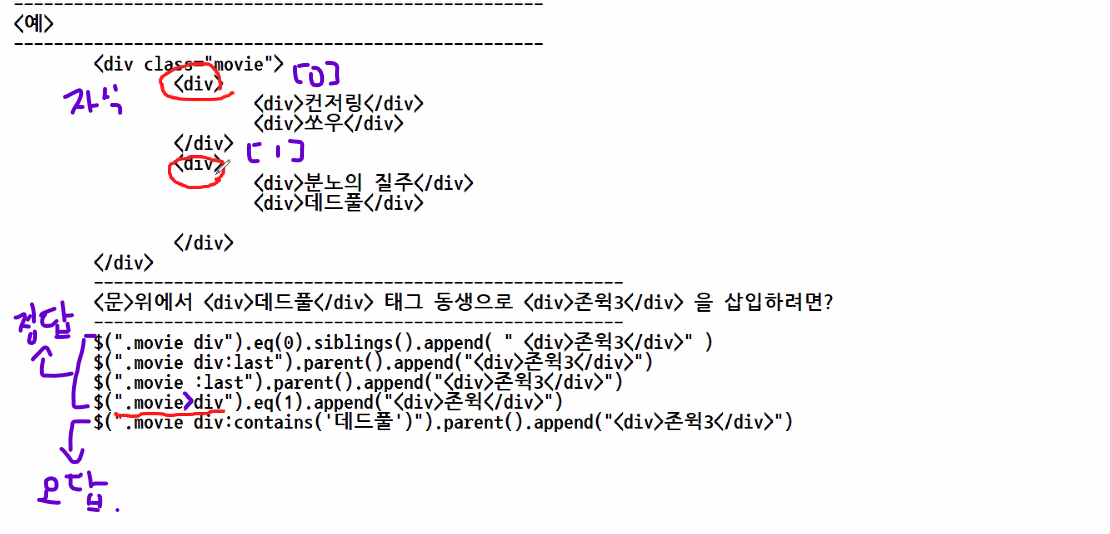 ------------------------------------------------------
<예>
------------------------------------------------------
<div class="movie">
<div> [0]
자식
<div>컨저링</div>
<div>쏘우</div>
</div> [1]
<div>
<div>분노의 질주</div>
<div>데드풀</div>
</div>
</div>
------------------------------------------------------
<문>위에서 <div>데드풀</div> 태그 동생으로 <div>존윅3</div> 을 삽입하려면?
------------------------------------------------------
정답
$(".movie div").eq(0).siblings().append( " <div>존윅3</div>" )
$(".movie div:last").parent().append("<div>존윅3</div>")
$(".movie :last").parent().append("<div>존윅3</div>")
$(".movie>div").eq(1).append("<div>존윅</div>")
$(".movie div:contains('데드풀')").parent().append("<div>존윅3</div>")
오답.